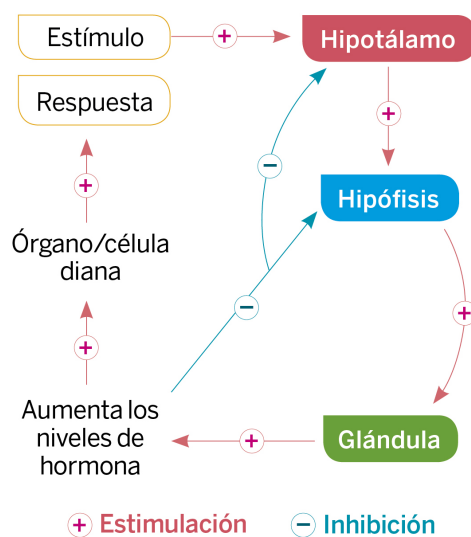 Estímulo
+
Hipotálamo
Respuesta
+
−
+
Hipófisis
Órgano/célula
diana
−
+
+
Aumenta los
niveles de
hormona
+
Glándula
+ Estimulación
− Inhibición